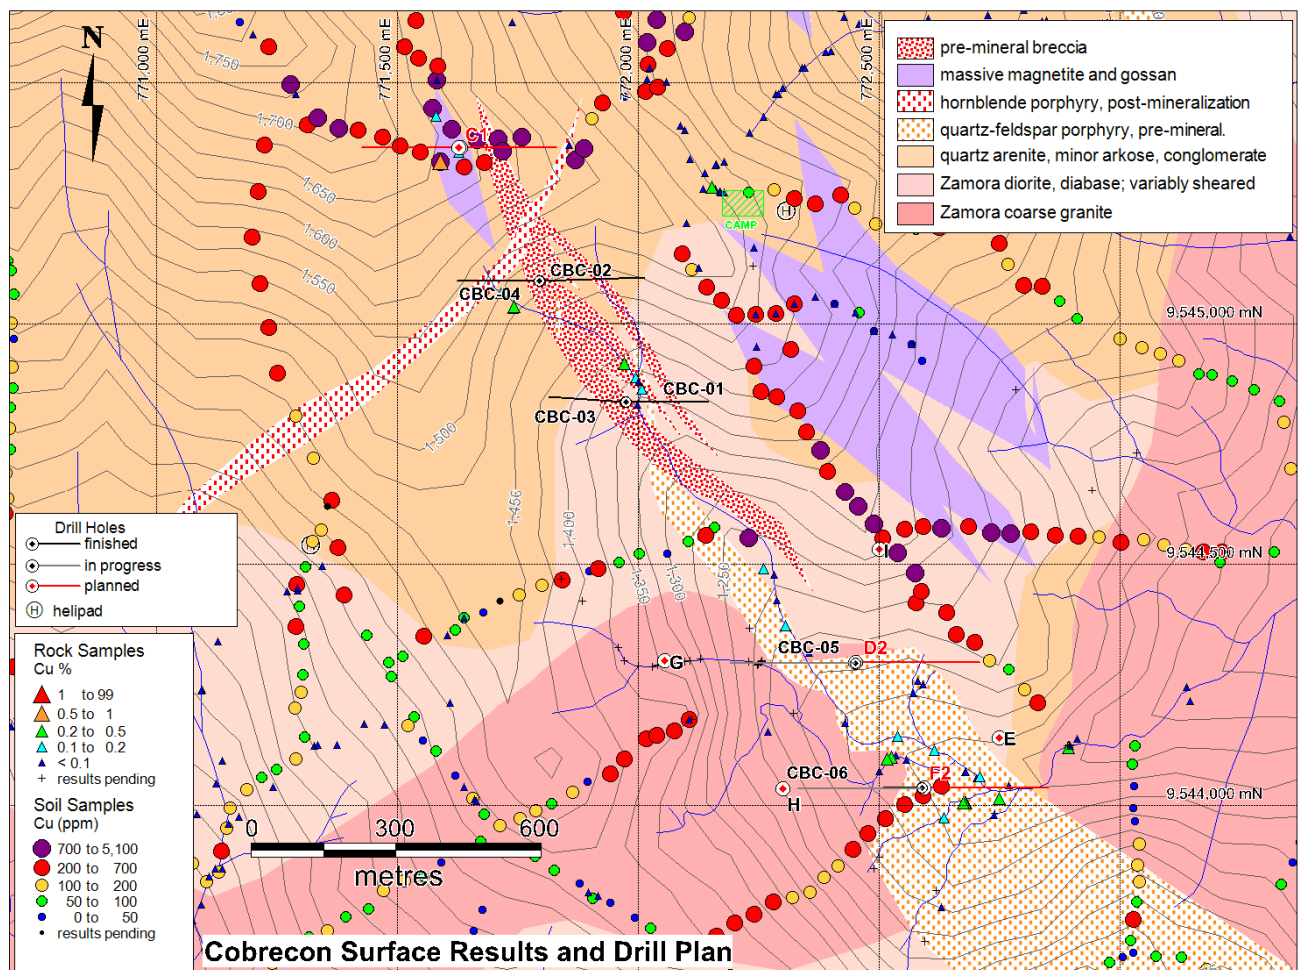 N
771,000 mE
771,500 mE
772,000 mE
772,500 mE
1,750
1,700
1,650
1,600
1,550
1,500
1,450
1,400
1,350
1,300
1,250
pre-mineral breccia
massive magnetite and gossan
hornblende porphyry, post-mineralization
quartz-feldspar porphyry, pre-mineral.
quartz arenite, minor arkose, conglomerate
Zamora diorite, diabase; variably sheared
Zamora coarse granite
C1
H
CAMP
CBC-02
CBC-04
9,545,000 mN
CBC-01
CBC-03
9,544,500 mN
I
H
CBC-05
D2
G
E
CBC-06
F2
H
9,544,000 mN
Drill Holes
finished
in progress
planned
H helipad
Rock Samples
Cu %
1 to 99
0.5 to 1
0.2 to 0.5
0.1 to 0.2
< 0.1
+ results pending
Soil Samples
Cu (ppm)
700 to 5,100
200 to 700
100 to 200
50 to 100
0 to 50
results pending
0 300 600
metres
Cobrecon Surface Results and Drill Plan